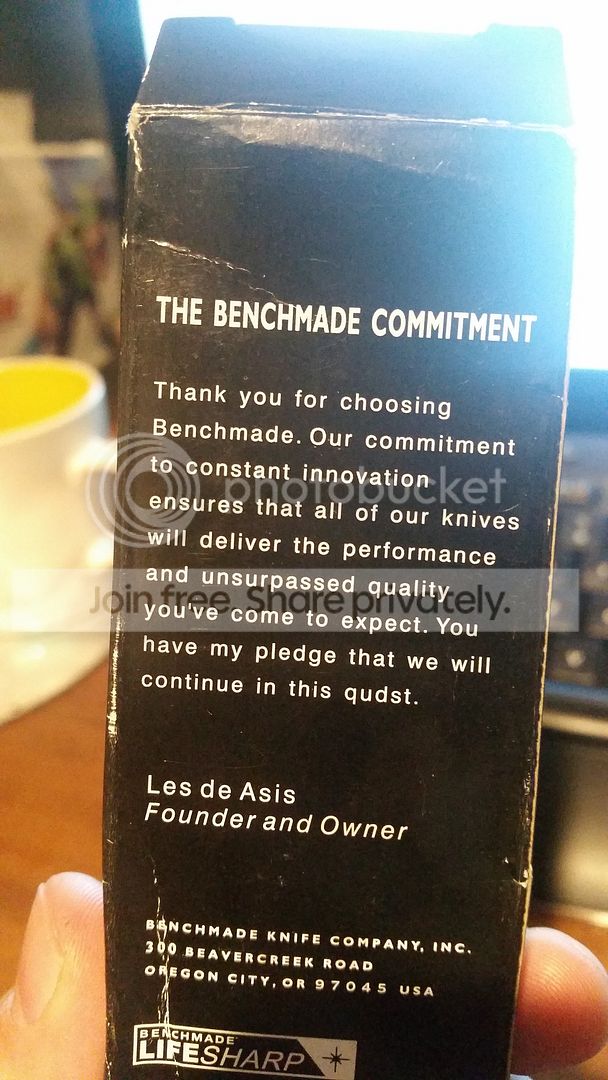 THE BENCHMADE COMMITMENT
Thank you for choosing
Benchmade. Our commitment
to constant innovation
photobucket
ensures that all of our knives
will deliver the performance
and unsurpassed quality
Join free. Share privately.
you've come to expect. You
have my pledge that we will
continue in this qudst.
Les de Asis
Founder and Owner
BENCHMADE KNIFE COMPANY, INC.
300 BEAVERCREEK ROAD
OREGON CITY, OR 97045 USA
BENCHMADE
LIFESHARP